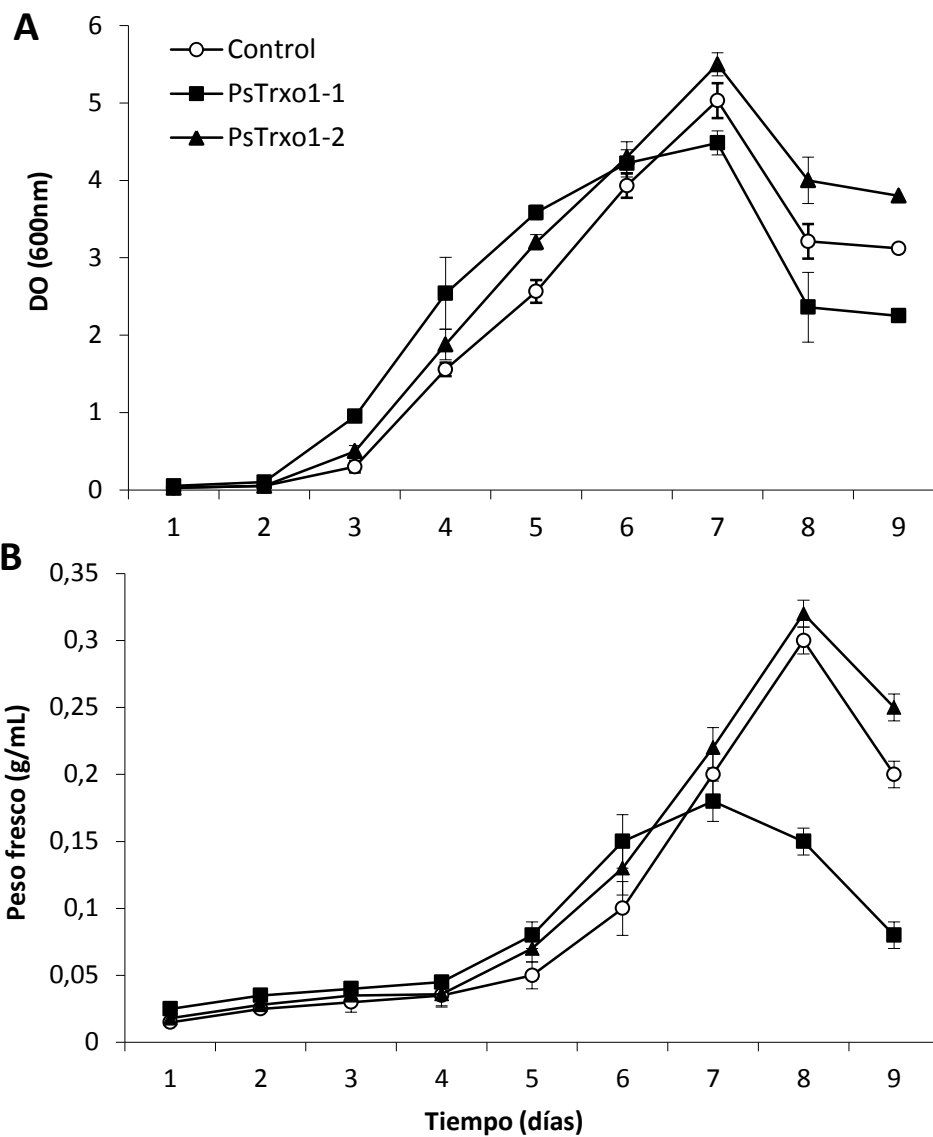 A
6
5
4
3
2
1
0
DO (600nm)
Control
PsTrxo1-1
PsTrxo1-2
1 2 3 4 5 6 7 8 9
B
0,35
0,3
0,25
0,2
0,15
0,1
0,05
0
Peso fresco (g/mL)
1 2 3 4 5 6 7 8 9
Tiempo (días)